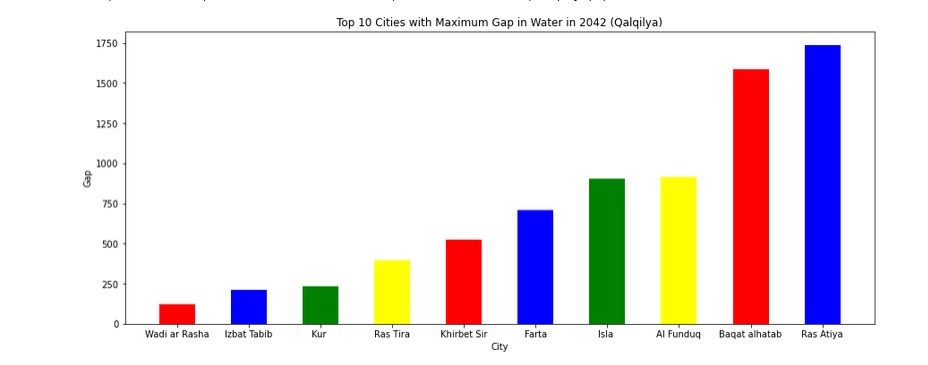 Top 10 Cities with Maximum Gap in Water in 2042 (Qalqilya)
1750
1500
1250
1000
750
500
250
0
Gap
Wadi ar Rasha Izbat Tabib Kur Ras Tira Khirbet Sir Farta Isla Al Funduq Baqat alhatab Ras Atiya
City